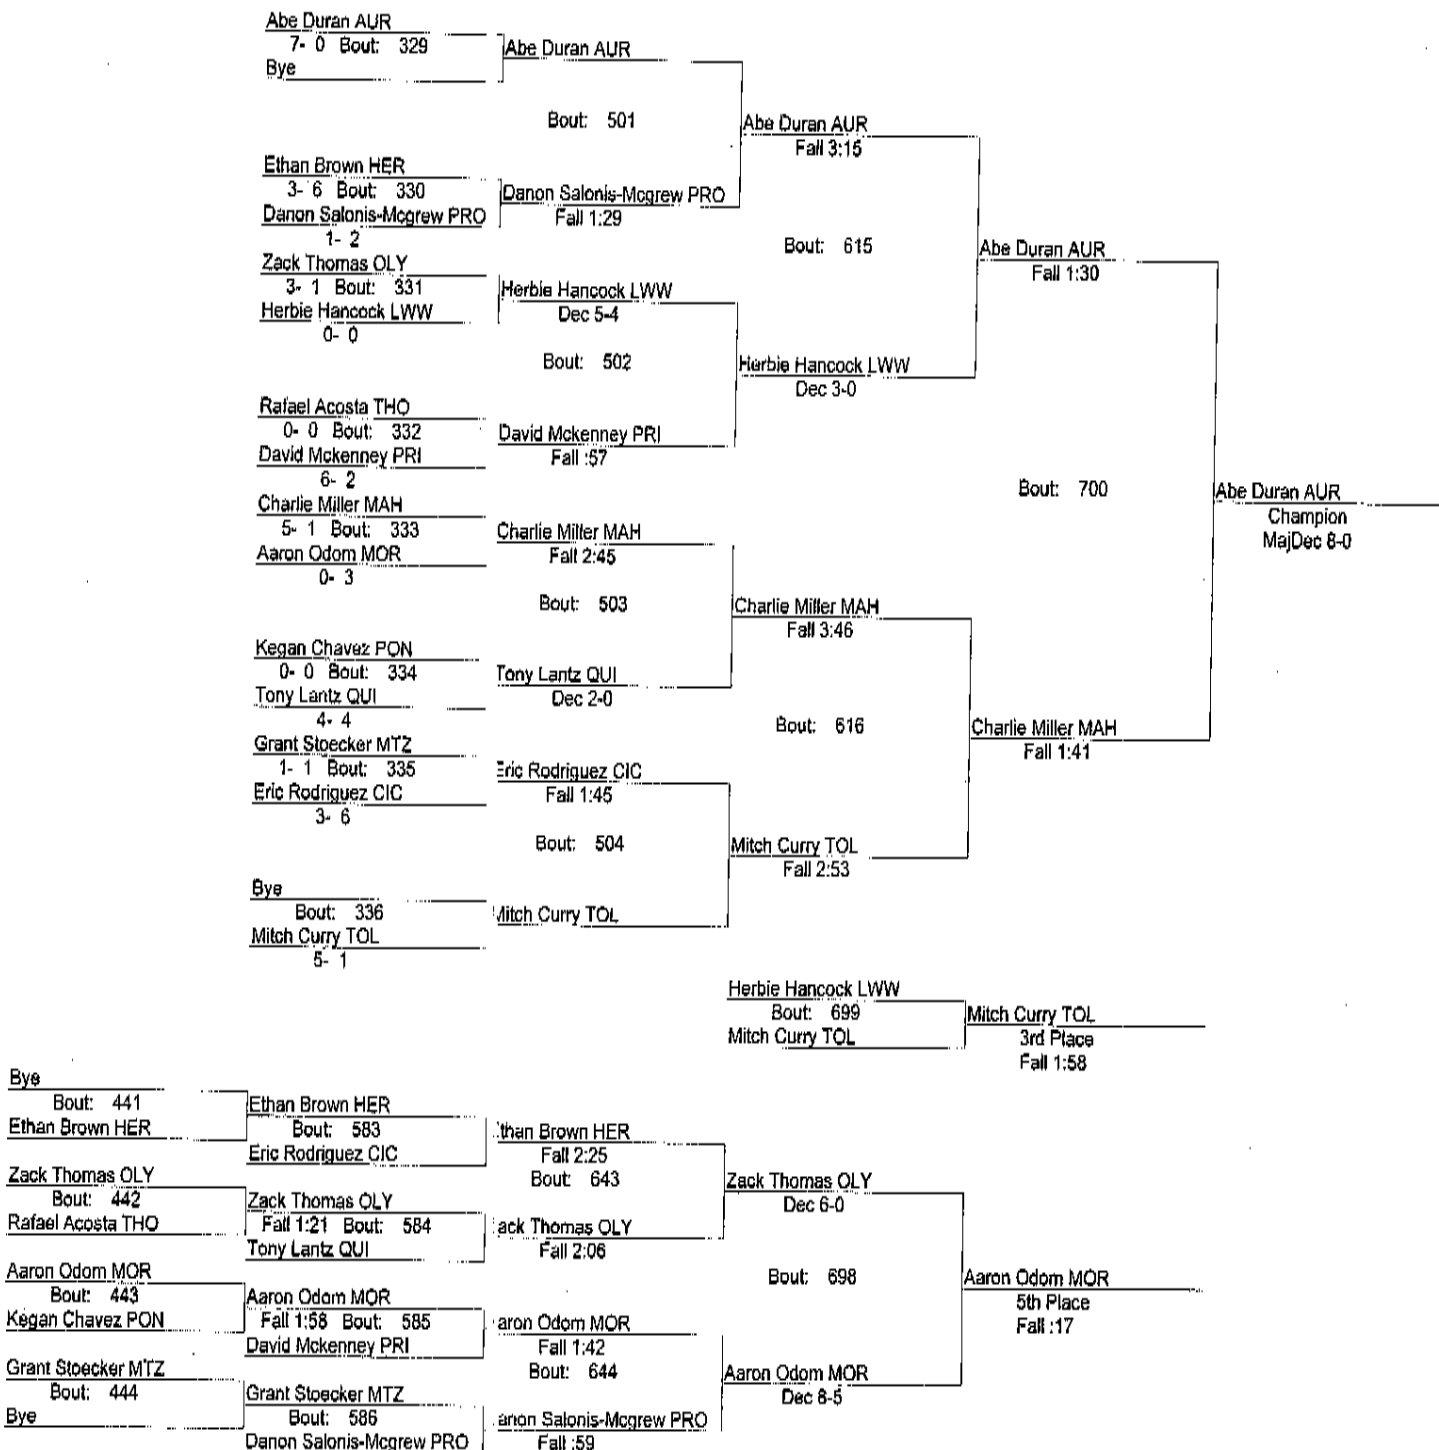 Abe Duran AUR
7- 0 Bout: 329
Bye
Abe Duran AUR
Bout: 501
Ethan Brown HER
3- 6 Bout: 330
Danon Salonis-Mcgrew PRO
1- 2
Danon Salonis-Mcgrew PRO
Fall 1:29
Abe Duran AUR
Fall 3:15
Bout: 615
Zack Thomas OLY
3- 1 Bout: 331
Herbie Hancock LWW
0- 0
Herbie Hancock LWW
Dec 5-4
Bout: 502
Rafael Acosta THO
0- 0 Bout: 332
David Mckenney PRI
6- 2
David Mckenney PRI
Fall :57
Herbie Hancock LWW
Dec 3-0
Abe Duran AUR
Fall 1:30
Bout: 700
Charlie Miller MAH
5- 1 Bout: 333
Aaron Odom MOR
0- 3
Charlie Miller MAH
Fall 2:45
Bout: 503
Kegan Chavez PON
0- 0 Bout: 334
Tony Lantz QUI
4- 4
Tony Lantz QUI
Dec 2-0
Charlie Miller MAH
Fall 3:46
Bout: 616
Grant Stoecker MTZ
1- 1 Bout: 335
Eric Rodriguez CIC
3- 6
Eric Rodriguez CIC
Fall 1:45
Bout: 504
Bye
Bout: 336
Mitch Curry TOL
5- 1
Mitch Curry TOL
Mitch Curry TOL
Fall 2:53
Charlie Miller MAH
Fall 1:41
Abe Duran AUR
Champion
MajDec 8-0
Herbie Hancock LWW
Bout: 699
Mitch Curry TOL
Mitch Curry TOL
3rd Place
Fall 1:58
Bye
Bout: 441
Ethan Brown HER
Ethan Brown HER
Bout: 583
Eric Rodriguez CIC
than Brown HER
Fall 2:25
Bout: 643
Zack Thomas OLY
Bout: 442
Rafael Acosta THO
Zack Thomas OLY
Fall 1:21 Bout: 584
Tony Lantz QUI
ack Thomas OLY
Fall 2:06
Zack Thomas OLY
Dec 6-0
Bout: 698
Aaron Odom MOR
Bout: 443
Kegan Chavez PON
Aaron Odom MOR
Fall 1:58 Bout: 585
David Mckenney PRI
aron Odom MOR
Fall 1:42
Bout: 644
Grant Stoecker MTZ
Bout: 444
Bye
Grant Stoecker MTZ
Bout: 586
Danon Salonis-Mcgrew PRO
anon Salonis-Mcgrew PRO
Fall :59
Aaron Odom MOR
Dec 8-5
Aaron Odom MOR
5th Place
Fall :17